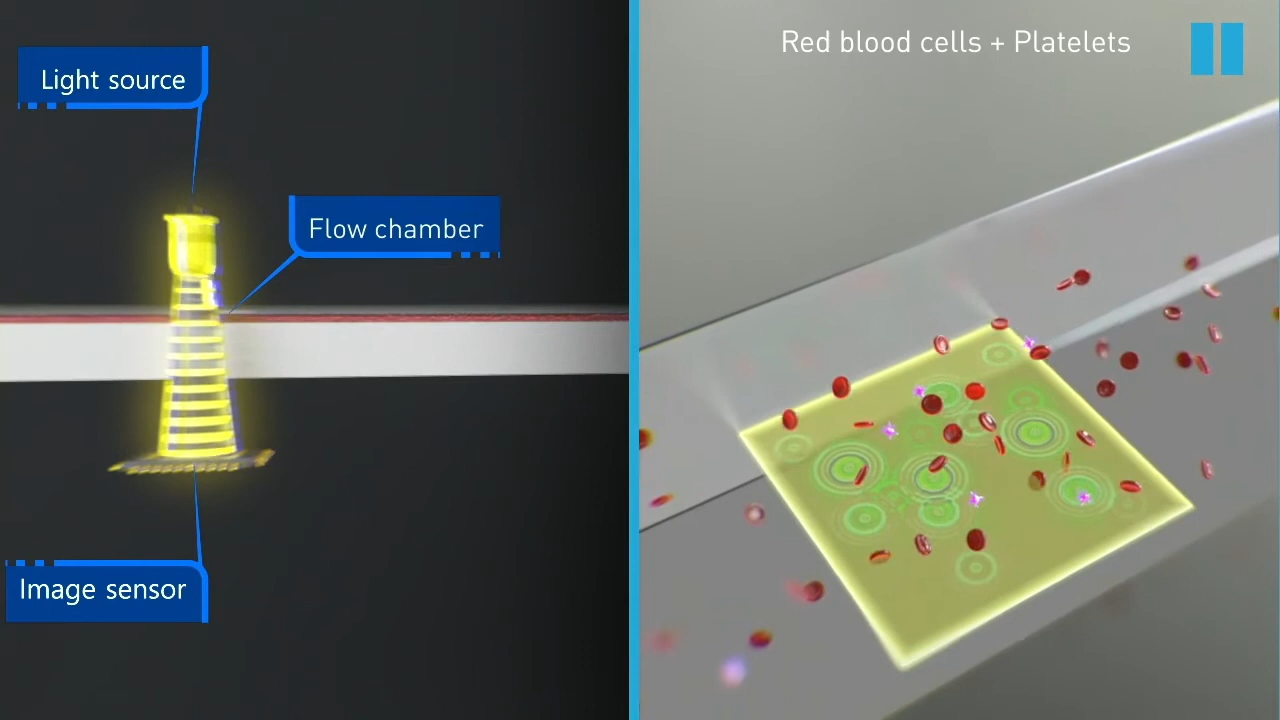 Light source
Flow chamber
Image sensor
Red blood cells + Platelets